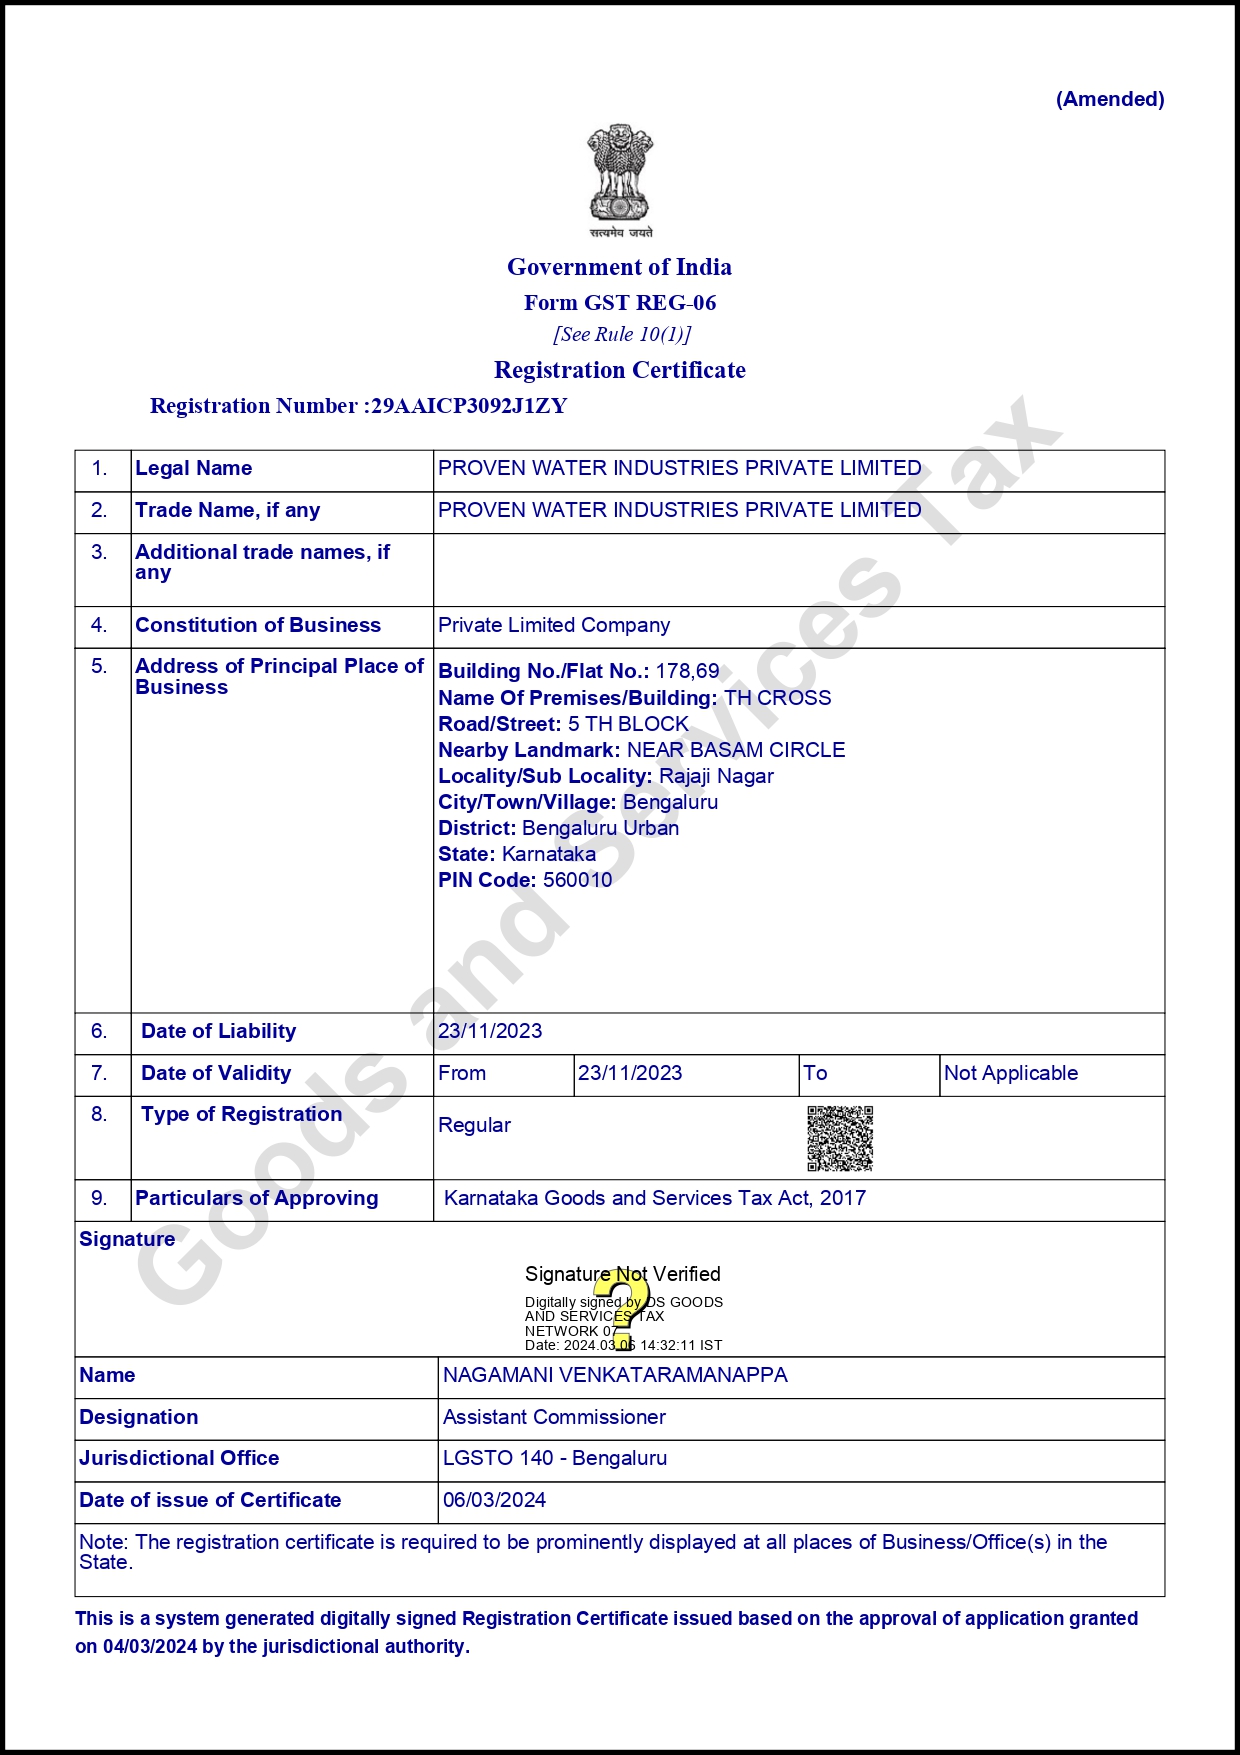 (Amended)
सत्यमेव जयते
Government of India
Form GST REG-06
[See Rule 10(1)]
Registration Certificate
Registration Number :29AAICP3092J1ZY
1. Legal Name PROVEN WATER INDUSTRIES PRIVATE LIMITED
2. Trade Name, if any PROVEN WATER INDUSTRIES PRIVATE LIMITED
3. Additional trade names, if
any
4. Constitution of Business Private Limited Company
5. Address of Principal Place of
Business
Building No./Flat No.: 178,69
Name Of Premises/Building: TH CROSS
Road/Street: 5 TH BLOCK
Nearby Landmark: NEAR BASAM CIRCLE
Locality/Sub Locality: Rajaji Nagar
City/Town/Village: Bengaluru
District: Bengaluru Urban
State: Karnataka
PIN Code: 560010
6. Date of Liability 23/11/2023
7. Date of Validity From 23/11/2023 To Not Applicable
8. Type of Registration Regular
9. Particulars of Approving Karnataka Goods and Services Tax Act, 2017
Signature
Signature Not Verified
Digitally signed by DS GOODS
AND SERVICES TAX
NETWORK 07
Date: 2024.03.06 14:32:11 IST
Name NAGAMANI VENKATARAMANAPPA
Designation Assistant Commissioner
Jurisdictional Office LGSTO 140 - Bengaluru
Date of issue of Certificate 06/03/2024
Note: The registration certificate is required to be prominently displayed at all places of Business/Office(s) in the
State.
This is a system generated digitally signed Registration Certificate issued based on the approval of application granted
on 04/03/2024 by the jurisdictional authority.
Goods and Services Tax